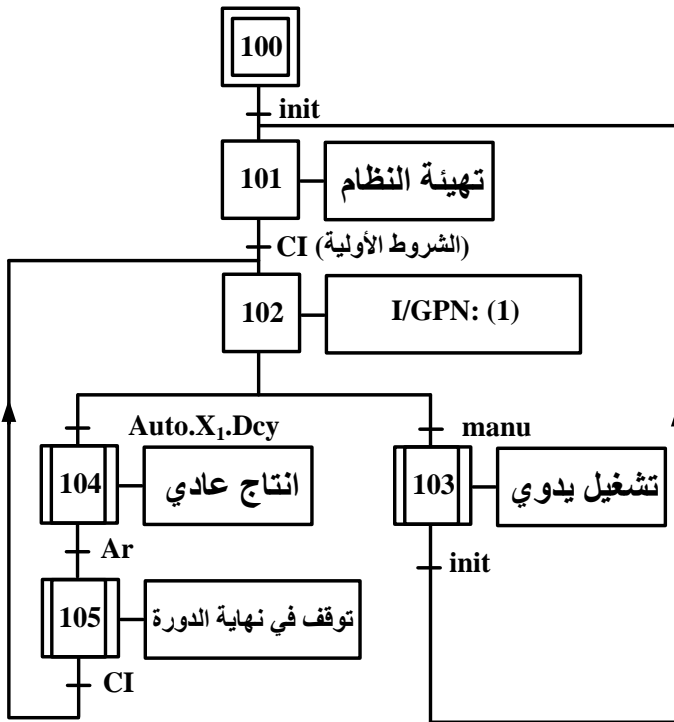 100
init
101
تهيئة النظام
CI (الشروط الأولية)
102
I/GPN: (1)
Auto.X₁.Dcy
manu
104
انتاج عادي
103
تشغيل يدوي
Ar
init
105
توقف في نهاية الدورة
CI